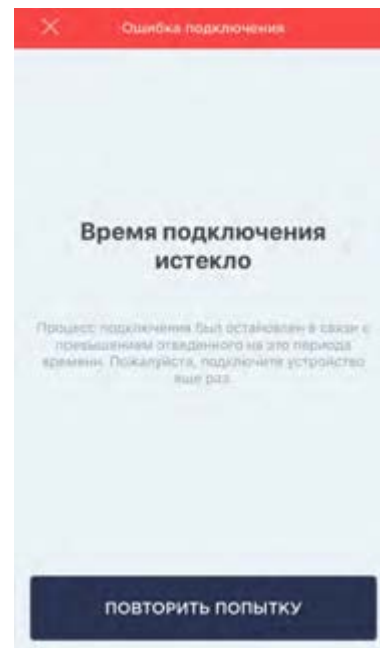 Ошибка подключения
Время подключения
истекло
Процесс подключения был остановлен в связи с
превышением отведенного на это периода
времени. Пожалуйста, подключите устройство
еще раз.
ПОВТОРИТЬ ПОПЫТКУ